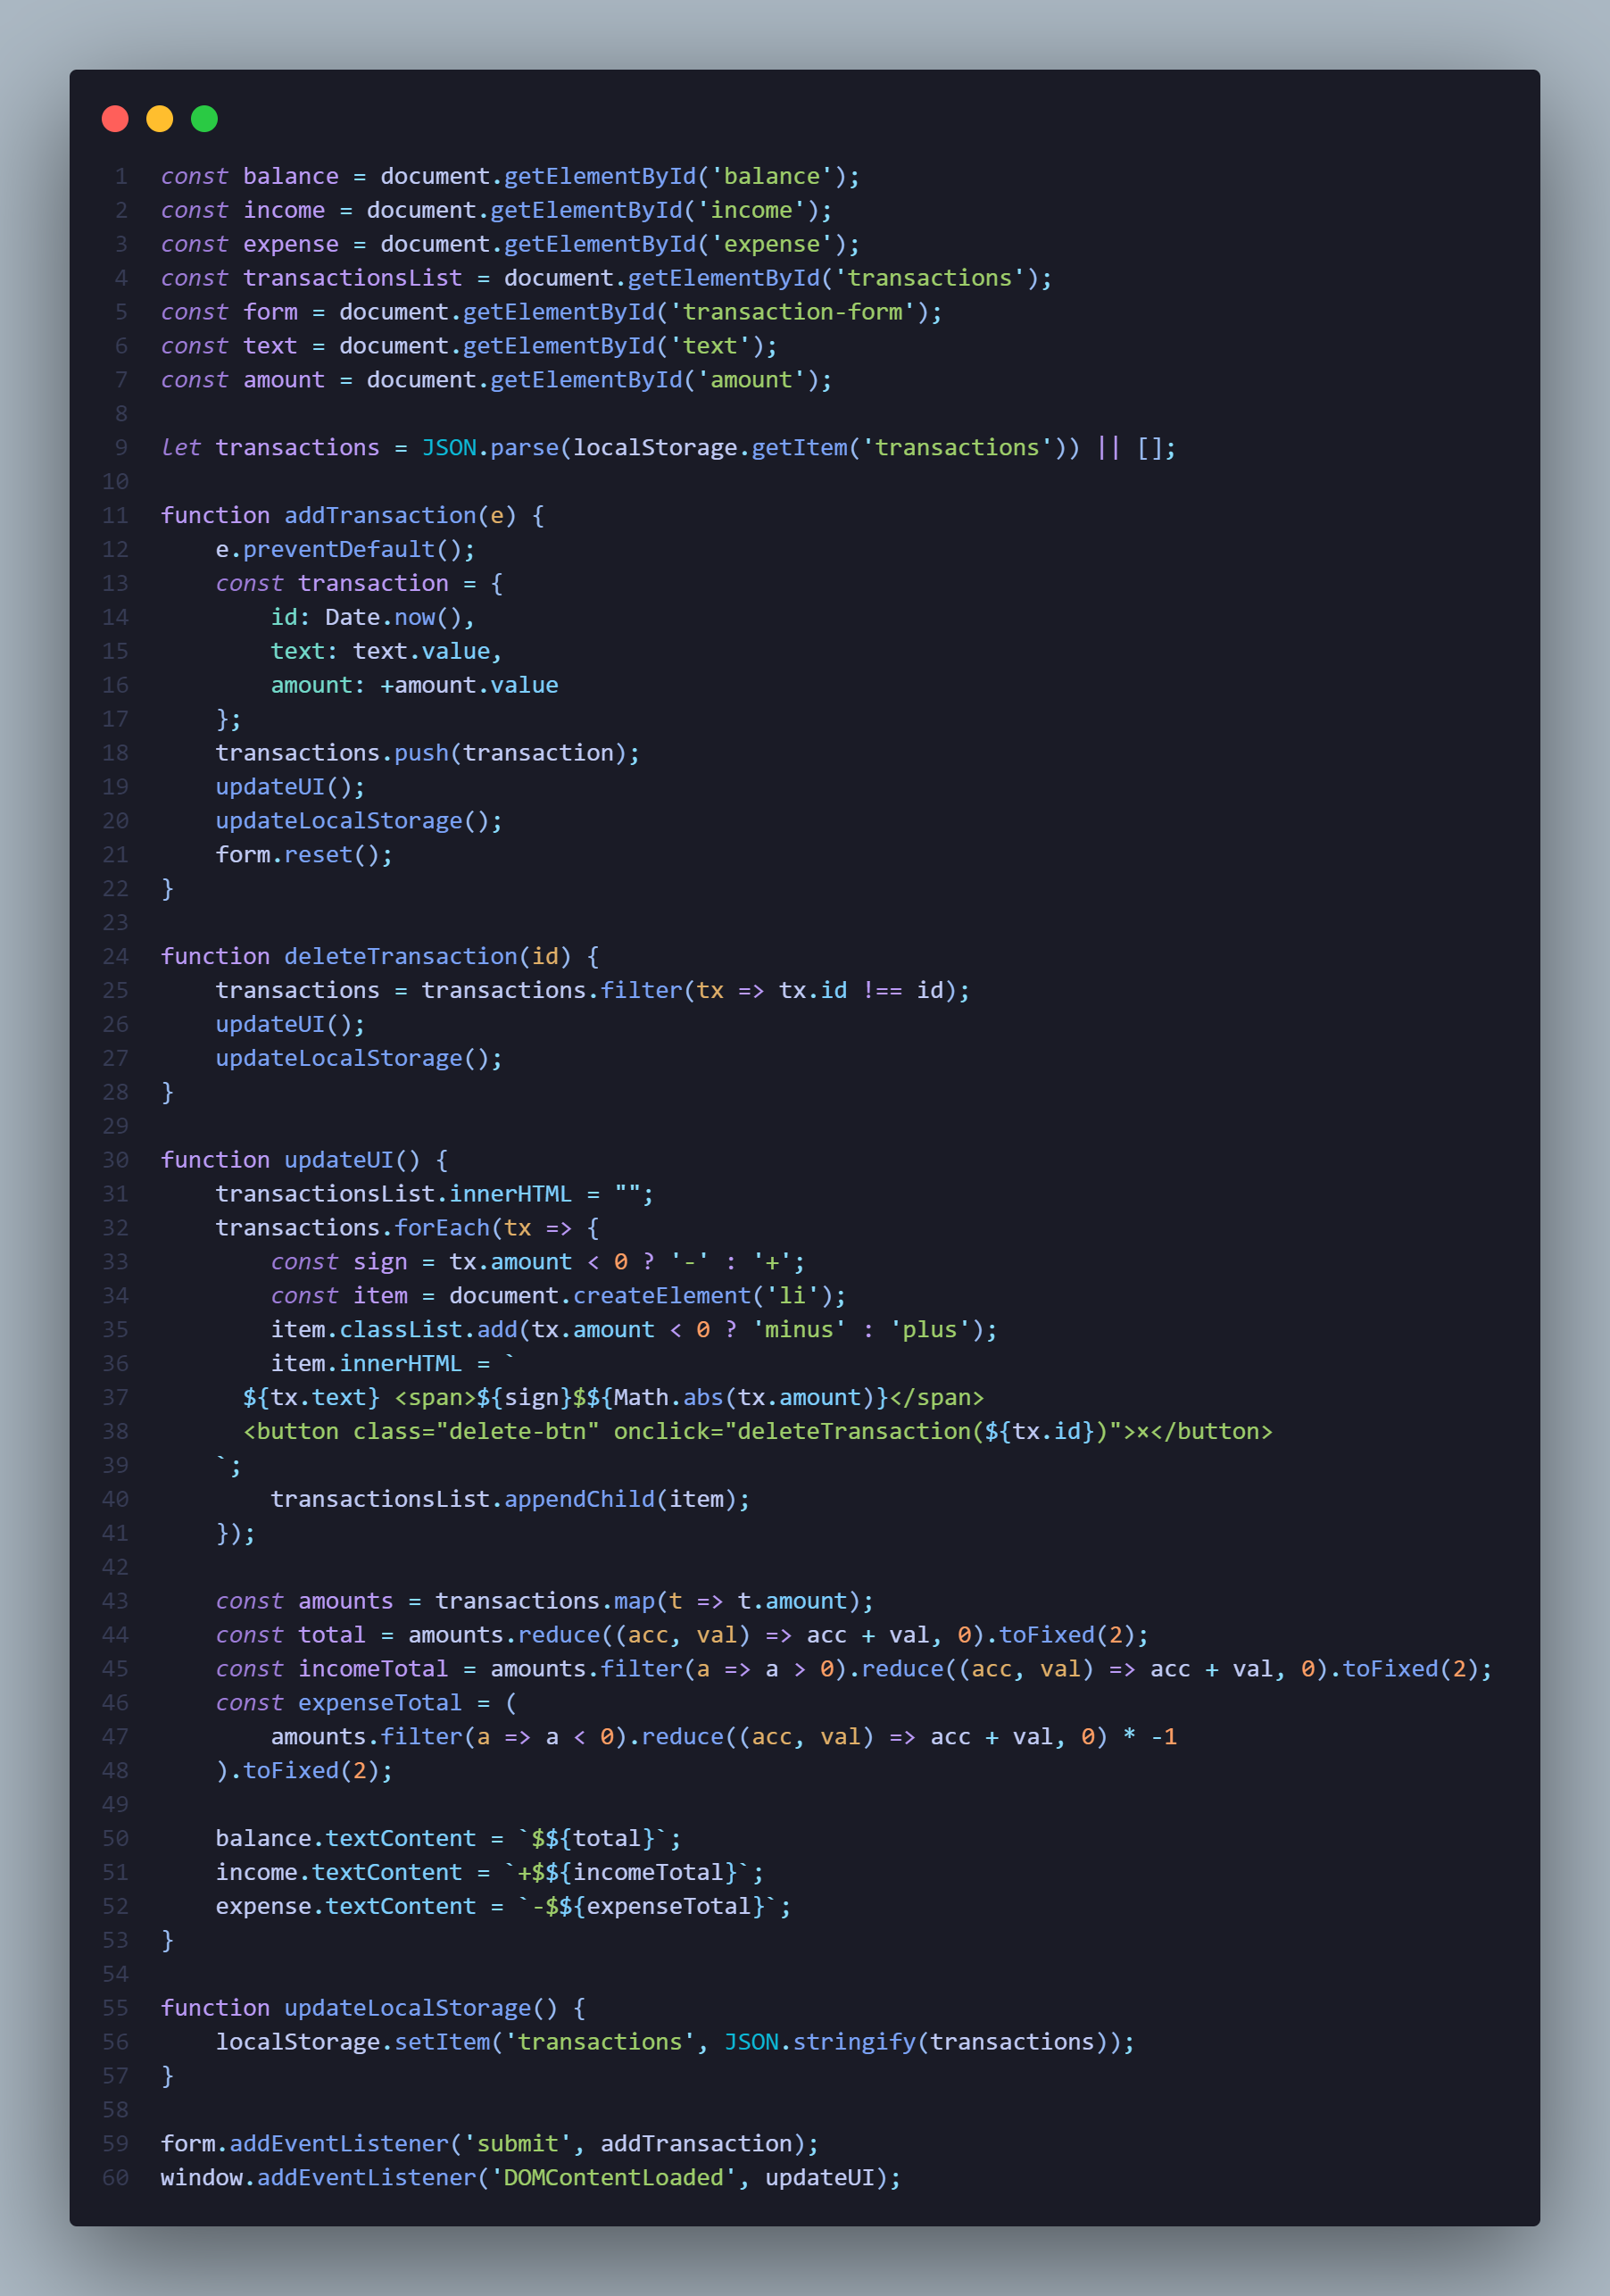 1 const balance = document.getElementById('balance');
2 const income = document.getElementById('income');
3 const expense = document.getElementById('expense');
4 const transactionsList = document.getElementById('transactions');
5 const form = document.getElementById('transaction-form');
6 const text = document.getElementById('text');
7 const amount = document.getElementById('amount');
8
9 let transactions = JSON.parse(localStorage.getItem('transactions')) || [];
10
11 function addTransaction(e) {
12     e.preventDefault();
13     const transaction = {
14         id: Date.now(),
15         text: text.value,
16         amount: +amount.value
17     };
18     transactions.push(transaction);
19     updateUI();
20     updateLocalStorage();
21     form.reset();
22 }
23
24 function deleteTransaction(id) {
25     transactions = transactions.filter(tx => tx.id !== id);
26     updateUI();
27     updateLocalStorage();
28 }
29
30 function updateUI() {
31     transactionsList.innerHTML = "";
32     transactions.forEach(tx => {
33         const sign = tx.amount < 0 ? '-' : '+';
34         const item = document.createElement('li');
35         item.classList.add(tx.amount < 0 ? 'minus' : 'plus');
36         item.innerHTML = `
37       ${tx.text} <span>${sign}$${Math.abs(tx.amount)}</span>
38       <button class="delete-btn" onclick="deleteTransaction(${tx.id})">×</button>
39     `;
40         transactionsList.appendChild(item);
41     });
42
43     const amounts = transactions.map(t => t.amount);
44     const total = amounts.reduce((acc, val) => acc + val, 0).toFixed(2);
45     const incomeTotal = amounts.filter(a => a > 0).reduce((acc, val) => acc + val, 0).toFixed(2);
46     const expenseTotal = (
47         amounts.filter(a => a < 0).reduce((acc, val) => acc + val, 0) * -1
48     ).toFixed(2);
49
50     balance.textContent = `$${total}`;
51     income.textContent = `+$${incomeTotal}`;
52     expense.textContent = `-$${expenseTotal}`;
53 }
54
55 function updateLocalStorage() {
56     localStorage.setItem('transactions', JSON.stringify(transactions));
57 }
58
59 form.addEventListener('submit', addTransaction);
60 window.addEventListener('DOMContentLoaded', updateUI);